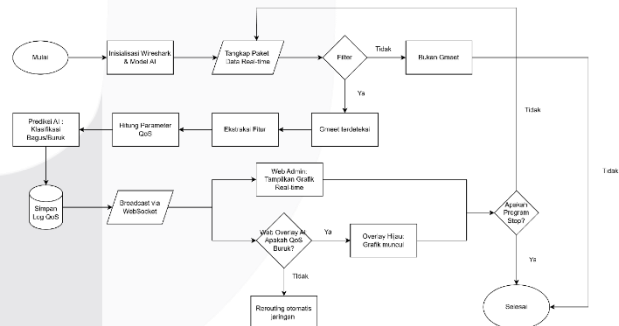 Mulai
Inisialisasi Wireshark
& Model AI
Tangkap Paket
Data Real-time
Filter
Tidak
Bukan Gmeet
Ya
Tidak
Tidak
Prediksi AI :
Klasifikasi
Bagus/Buruk
Hitung Parameter
QoS
Ekstraksi Fitur
Gmeet terdeteksi
Simpan
Log QoS
Broadcast via
WebSocket
Web Admin:
Tampilkan Grafik
Real-time
Web Overlay AI
Apakah QoS
Buruk?
Ya
Overlay Hijau:
Grafik muncul
Apakah
Program
Stop?
Ya
Tidak
Rerouting otomatis
jaringan
Selesai